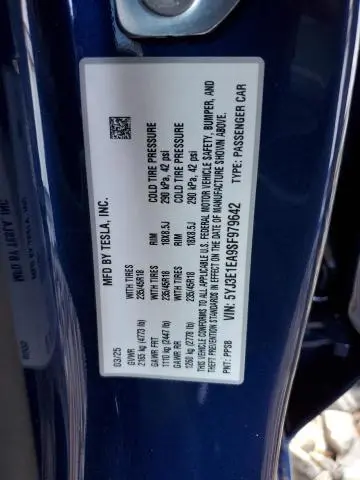 MFD BY TESLA, INC.
03/25
GVWR
2165 kg (4773 lb)
GAWR FRT WITH TIRES RIM COLD TIRE PRESSURE
1110 kg (2447 lb) 235/45R18 18X8.5J 290 kPa, 42 psi
GAWR RR WITH TIRES RIM COLD TIRE PRESSURE
1260 kg (2778 lb) 235/45R18 18X8.5J 290 kPa, 42 psi
THIS VEHICLE CONFORMS TO ALL APPLICABLE U.S. FEDERAL MOTOR VEHICLE SAFETY, BUMPER, AND
THEFT PREVENTION STANDARDS IN EFFECT ON THE DATE OF MANUFACTURE SHOWN ABOVE.
PNT: PPSB VIN: 5YJ3E1EA9SF979642 TYPE: PASSENGER CAR